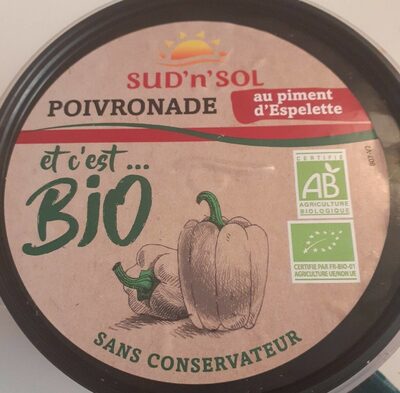 SUD'n'SOL
POIVRONADE
au piment
d'Espelette
et c'est...
BiO
CERTIFIÉ
AB
AGRICULTURE
BIOLOGIQUE
CERTIFIÉ PAR FR-BIO-01
AGRICULTURE UE/NON UE
SANS CONSERVATEUR